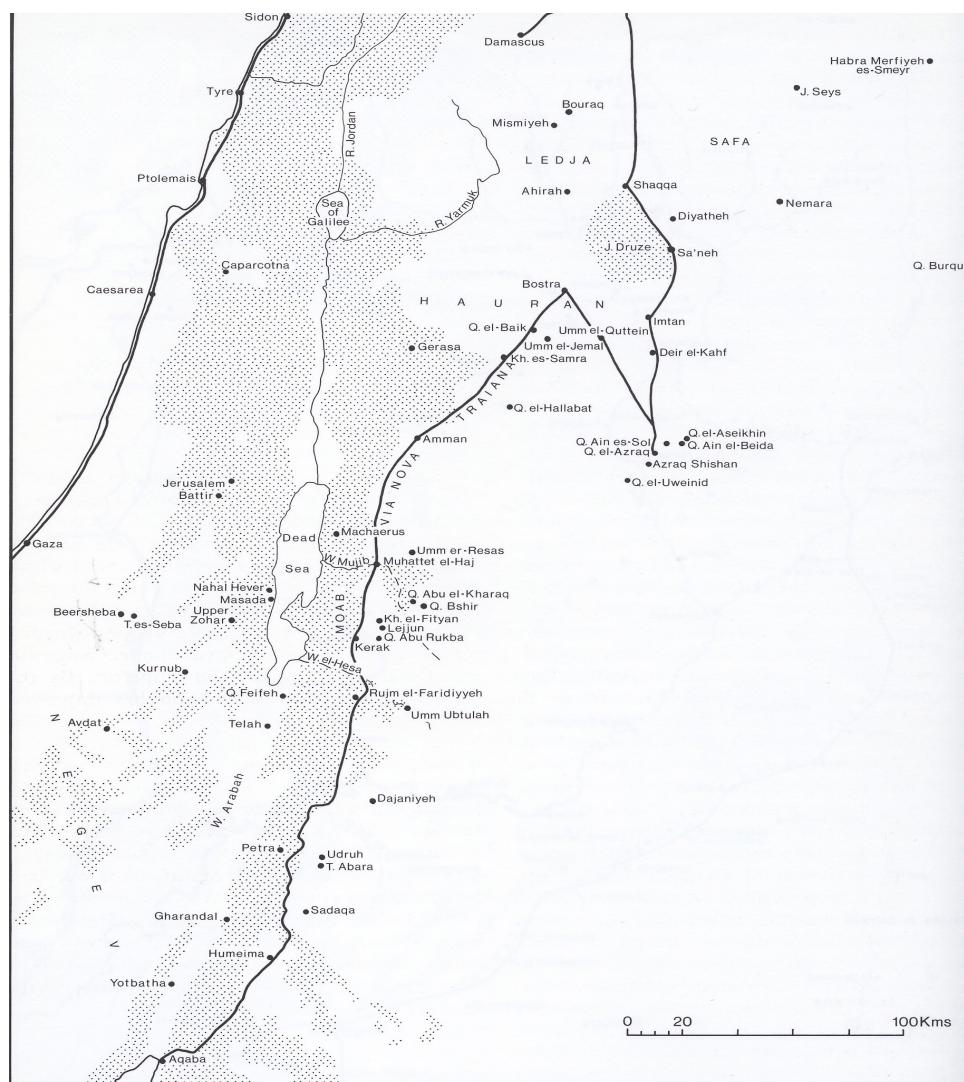 Sidon
Damascus
Habra Merfiyeh
es-Smeyr
J. Seys
Tyre
Bouraq
Mismiyeh
R. Jordan
SAFA
LEDJA
Ptolemais
Shaqqa
Ahirah
Nemara
Sea
of
Galilee
R. Yarmuk
Diyatheh
J. Druze
Sa'neh
Caparcotna
Q. Burqu
Caesarea
Bostra
HAURAN
Imtan
Q. el-Baik
Umm el-Quttein
Umm el-Jemal
Gerasa
Kh. es-Samra
Deir el-Kahf
Q. el-Hallabat
VIA NOVA TRAIANA
Amman
Q. el-Aseikhin
Q. Ain es-Sol
Q. Ain el-Beida
Q. el-Azraq
Azraq Shishan
Q. el-Uweinid
Jerusalem
Battir
Gaza
Dead
Sea
Machaerus
Umm er-Resas
W. Mujib
Muhattet el-Haj
Nahal Hever
Masada
Q. Abu el-Kharaq
Q. Bshir
Beersheba
T. es-Seba
Upper
Zohar
MOAB
Kh. el-Fityan
Lejjun
Q. Abu Rukba
Kerak
W. el-Hesa
Kurnub
Q. Feifeh
Rujm el-Faridiyyeh
Umm Ubtulah
Avdat
Telah
NEGEV
W. Arabah
Dajaniyeh
Petra
Udruh
T. Abara
Gharandal
Sadaqa
Humeima
Yotbatha
Aqaba
0 20 100Kms